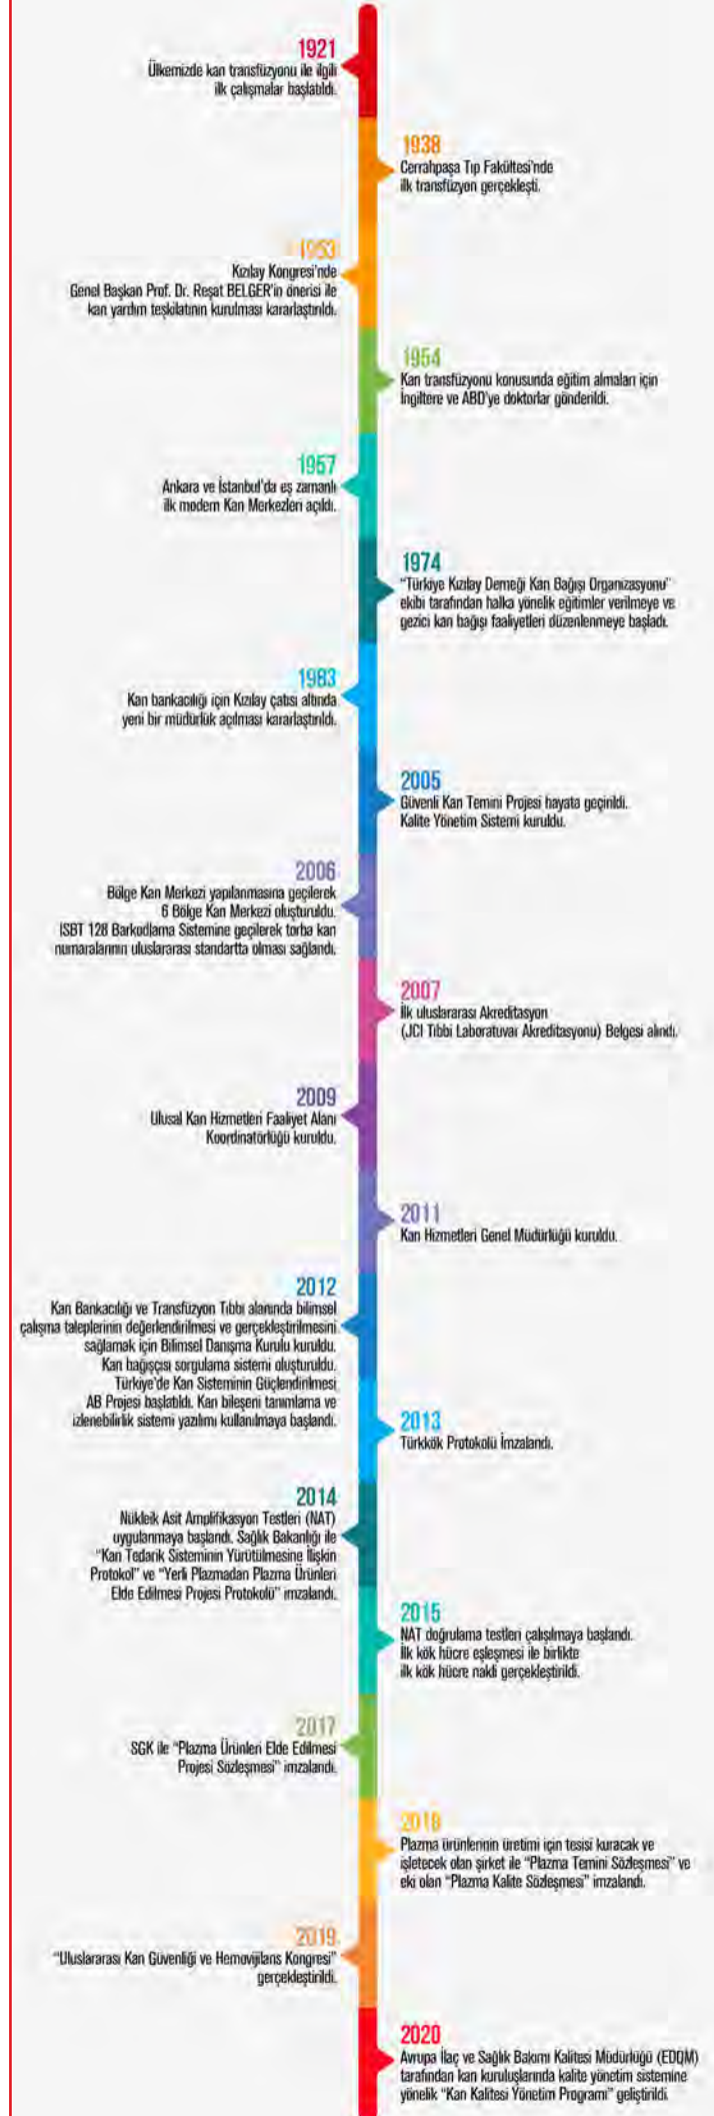 1921
Ülkemizde kan transfüzyonu ile ilgili
ilk çalışmalar başlatıldı.
1938
Cerrahpaşa Tıp Fakültesi'nde
ilk transfüzyon gerçekleşti.
1953
Kızılay Kongresi'nde
Genel Başkan Prof. Dr. Reşat BELGER'in önerisi ile
kan yardım teşkilatının kurulması kararlaştırıldı.
1954
Kan transfüzyonu konusunda eğitim almaları için
İngiltere ve ABD'ye doktorlar gönderildi.
1957
Ankara ve İstanbul'da eş zamanlı
ilk modern Kan Merkezleri açıldı.
1974
"Türkiye Kızılay Derneği Kan Bağışı Organizasyonu"
ekibi tarafından halka yönelik eğitimler verilmeye ve
gezici kan bağışı faaliyetleri düzenlenmeye başladı.
1983
Kan bankacılığı için Kızılay çatısı altında
yeni bir müdürlük açılması kararlaştırıldı.
2005
Güvenli Kan Temini Projesi hayata geçirildi.
Kalite Yönetim Sistemi kuruldu.
2006
Bölge Kan Merkezi yapılanmasına geçilerek
6 Bölge Kan Merkezi oluşturuldu.
ISBT 128 Barkodlama Sistemine geçilerek torba kan
numaralarının uluslararası standartta olması sağlandı.
2007
İlk uluslararası Akreditasyon
(JCI Tıbbi Laboratuvar Akreditasyonu) Belgesi alındı.
2009
Ulusal Kan Hizmetleri Faaliyet Alanı
Koordinatörlüğü kuruldu.
2011
Kan Hizmetleri Genel Müdürlüğü kuruldu.
2012
Kan Bankacılığı ve Transfüzyon Tıbbı alanında bilimsel
çalışma taleplerinin değerlendirilmesi ve gerçekleştirilmesini
sağlamak için Bilimsel Danışma Kurulu kuruldu.
Kan bağışçısı sorgulama sistemi oluşturuldu.
Türkiye'de Kan Sisteminin Güçlendirilmesi
AB Projesi başlatıldı. Kan bileşeni tanımlama ve
izlenebilirlik sistemi yazılımı kullanılmaya başlandı.
2013
Türkkök Protokolü İmzalandı.
2014
Nükleik Asit Amplifikasyon Testleri (NAT)
uygulanmaya başlandı. Sağlık Bakanlığı ile
"Kan Tedarik Sisteminin Yürütülmesine İlişkin
Protokol" ve "Yerli Plazmadan Plazma Ürünleri
Elde Edilmesi Projesi Protokolü" imzalandı.
2015
NAT doğrulama testleri çalışılmaya başlandı.
İlk kök hücre eşleşmesi ile birlikte
ilk kök hücre nakli gerçekleştirildi.
2017
SGK ile "Plazma Ürünleri Elde Edilmesi
Projesi Sözleşmesi" imzalandı.
2018
Plazma ürünlerinin üretimi için tesisi kuracak ve
işletecek olan şirket ile "Plazma Temini Sözleşmesi" ve
eki olan "Plazma Kalite Sözleşmesi" imzalandı.
2019
"Uluslararası Kan Güvenliği ve Hemovijilans Kongresi"
gerçekleştirildi.
2020
Avrupa İlaç ve Sağlık Bakımı Kalitesi Müdürlüğü (EDQM)
tarafından kan kuruluşlarında kalite yönetim sistemine
yönelik "Kan Kalitesi Yönetim Programı" geliştirildi.